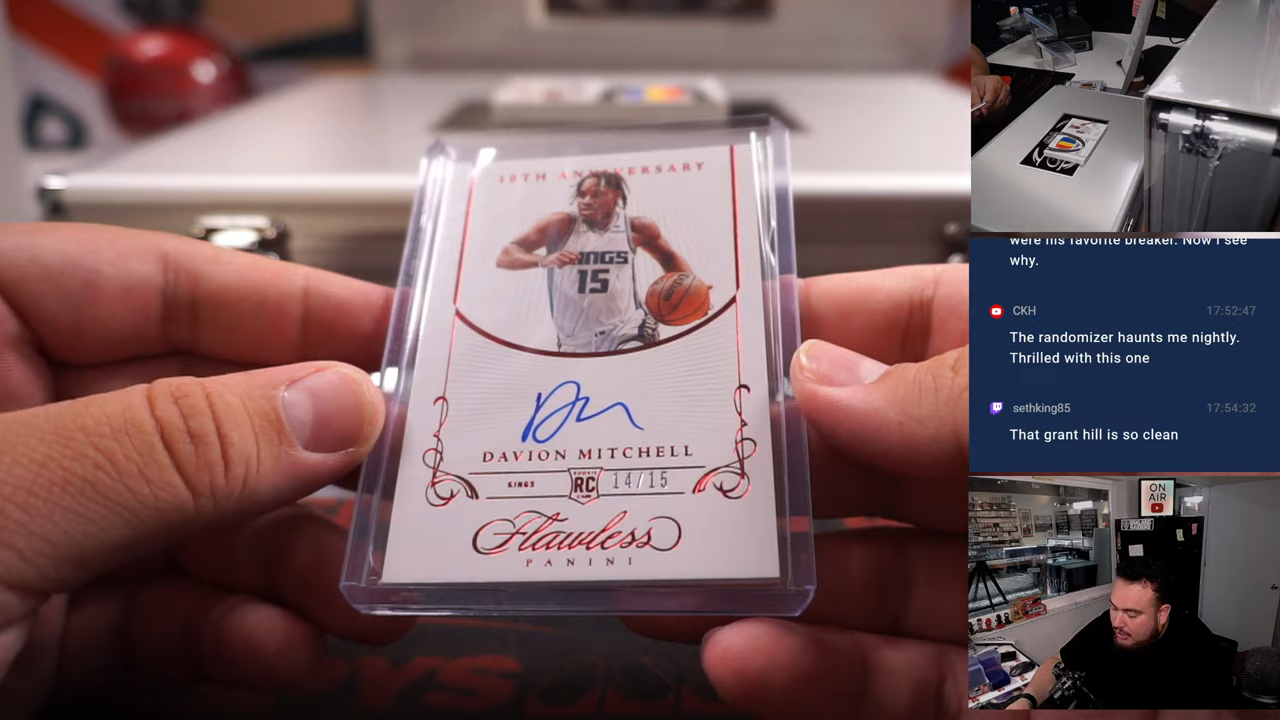 10TH ANNIVERSARY
KINGS
15
DAVION MITCHELL
KINGS
ROOKIE
RC
CARD
14/15
Flawless
PANINI
were his favorite breaker. Now I see
why.
CKH
17:52:47
The randomizer haunts me nightly.
Thrilled with this one
sethking85
17:54:32
That grant hill is so clean
ON
AIR